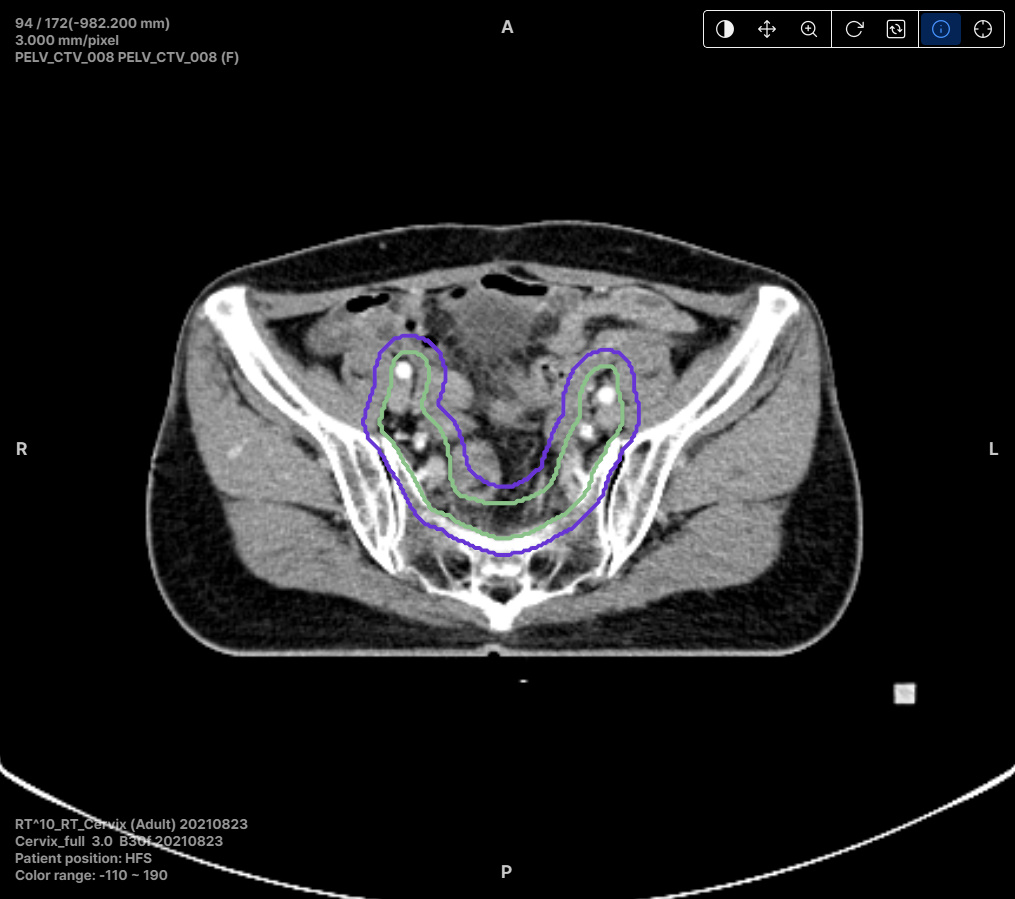 94 / 172(-982.200 mm)
3.000 mm/pixel
PELV_CTV_008 PELV_CTV_008 (F)
A
R
L
RT^10_RT_Cervix (Adult) 20210823
Cervix_full  3.0  B30f 20210823
Patient position: HFS
Color range: -110 ~ 190
P